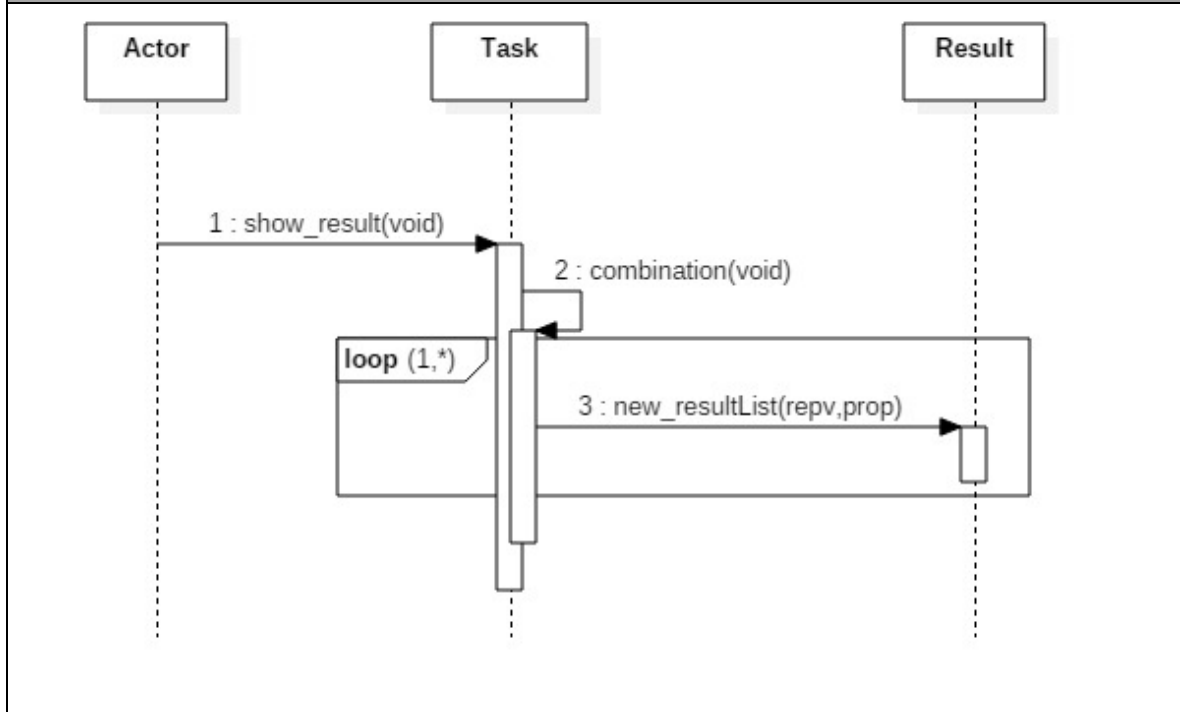 Actor
Task
Result
1 : show_result(void)
2 : combination(void)
loop (1,*)
3 : new_resultList(repv,prop)